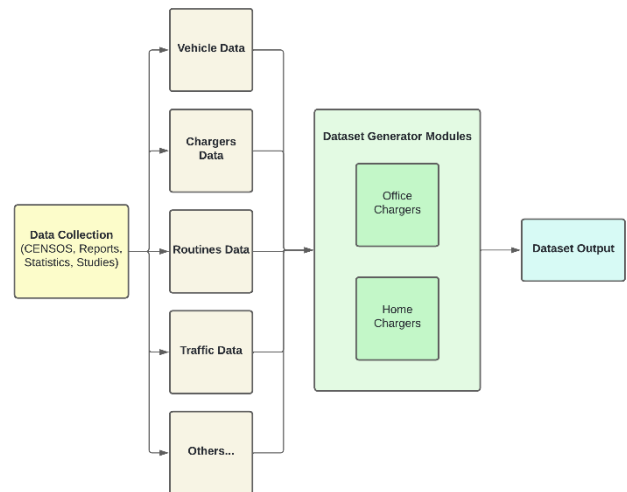 Vehicle Data
Chargers
Data
Data Collection
(CENSOS, Reports,
Statistics, Studies)
Routines Data
Traffic Data
Others...
Dataset Generator Modules
Office
Chargers
Home
Chargers
Dataset Output